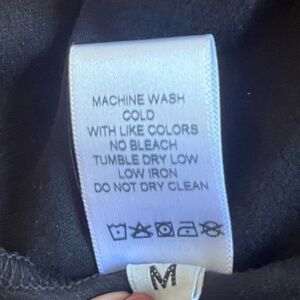 MACHINE WASH
COLD
WITH LIKE COLORS
NO BLEACH
TUMBLE DRY LOW
LOW IRON
DO NOT DRY CLEAN
M